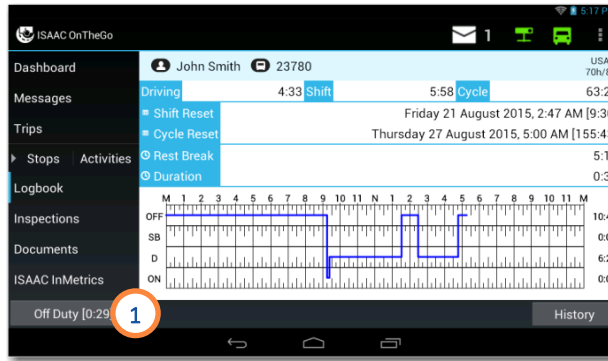 5:17 P
ISAAC OnTheGo 1
Dashboard
Messages
Trips
Stops Activities
Logbook
Inspections
Documents
ISAAC InMetrics
John Smith 23780
USA
70h/8
Driving 4:33 Shift 5:58 Cycle 63:2
Shift Reset Friday 21 August 2015, 2:47 AM [9:30
Cycle Reset Thursday 27 August 2015, 5:00 AM [155:43
Rest Break 5:1
Duration 0:3
M 1 2 3 4 5 6 7 8 9 10 11 N 1 2 3 4 5 6 7 8 9 10 11 M
OFF 10:4
SB 0:0
D 6:2
ON 0:0
Off Duty [0:29] 1
History